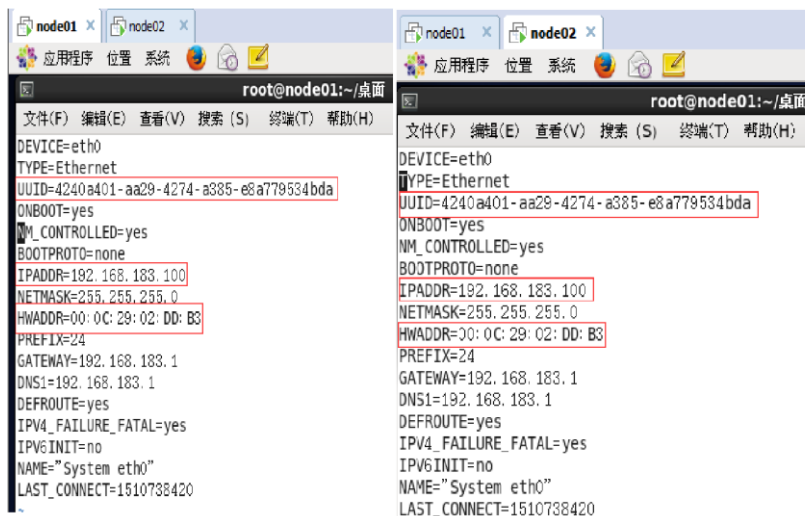 node01 × node02 ×
应用程序 位置 系统
root@node01:~/桌面
文件(F) 编辑(E) 查看(V) 搜索 (S) 终端(T) 帮助(H)
DEVICE=eth0
TYPE=Ethernet
UUID=4240a401-aa29-4274-a385-e8a779534bda
ONBOOT=yes
NM_CONTROLLED=yes
BOOTPROTO=none
IPADDR=192.168.183.100
NETMASK=255.255.255.0
HWADDR=00:0C:29:02:DD:B3
PREFIX=24
GATEWAY=192.168.183.1
DNS1=192.168.183.1
DEFROUTE=yes
IPV4_FAILURE_FATAL=yes
IPV6INIT=no
NAME="System eth0"
LAST_CONNECT=1510738420
~
node01 × node02 ×
应用程序 位置 系统
root@node01:~/桌面
文件(F) 编辑(E) 查看(V) 搜索 (S) 终端(T) 帮助(H)
DEVICE=eth0
TYPE=Ethernet
UUID=4240a401-aa29-4274-a385-e8a779534bda
ONBOOT=yes
NM_CONTROLLED=yes
BOOTPROTO=none
IPADDR=192.168.183.100
NETMASK=255.255.255.0
HWADDR=00:0C:29:02:DD:B3
PREFIX=24
GATEWAY=192.168.183.1
DNS1=192.168.183.1
DEFROUTE=yes
IPV4_FAILURE_FATAL=yes
IPV6INIT=no
NAME="System eth0"
LAST_CONNECT=1510738420